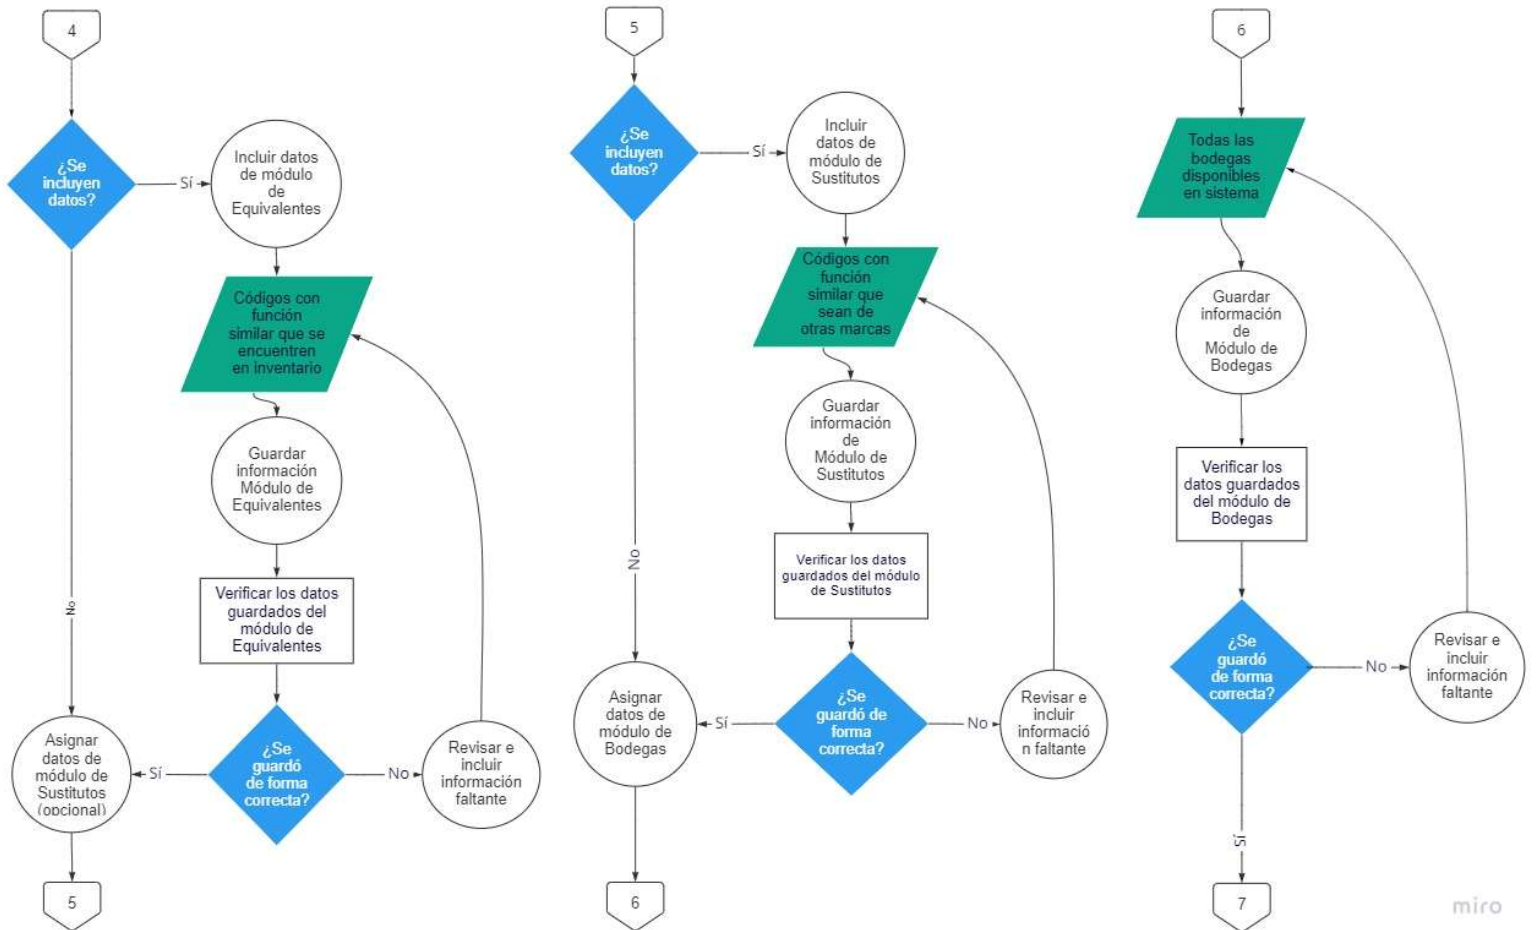 4
¿Se
incluyen
datos?
Sí
Incluir datos
de módulo
de
Equivalentes
Códigos con
función
similar que se
encuentren
en inventario
Guardar
información
Módulo de
Equivalentes
Verificar los datos
guardados del
módulo de
Equivalentes
¿Se
guardó
de forma
correcta?
No
Revisar e
incluir
información
faltante
Sí
No
Asignar
datos de
módulo de
Sustitutos
(opcional)
5
5
¿Se
incluyen
datos?
Sí
Incluir
datos de
módulo de
Sustitutos
Códigos con
función
similar que
sean de
otras marcas
Guardar
información
de
Módulo de
Sustitutos
Verificar los datos
guardados del módulo
de Sustitutos
¿Se
guardó de
forma
correcta?
No
Revisar e
incluir
informació
n faltante
Sí
No
Asignar
datos de
módulo de
Bodegas
6
6
Todas las
bodegas
disponibles
en sistema
Guardar
información
de
Módulo de
Bodegas
Verificar los
datos guardados
del módulo de
Bodegas
¿Se
guardó
de forma
correcta?
No
Revisar e
incluir
información
faltante
Sí
7
miro